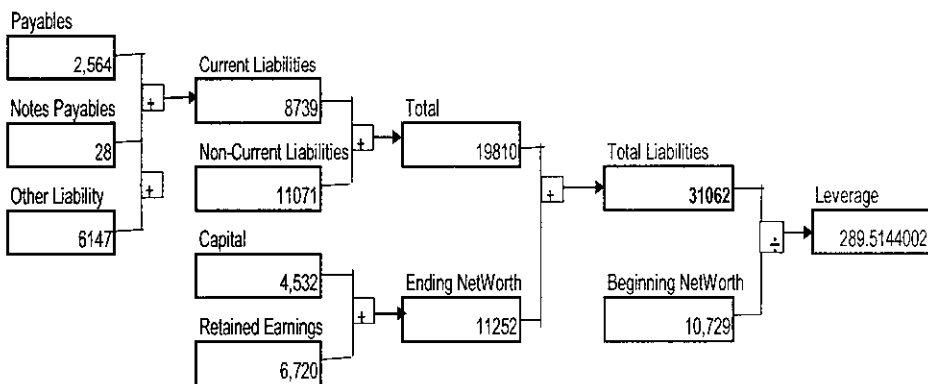 Payables
2,564
Notes Payables
28
Other Liability
6147
+
+
Current Liabilities
8739
Non-Current Liabilities
11071
+
Capital
4,532
Retained Earnings
6,720
+
Total
19810
Ending NetWorth
11252
+
Total Liabilities
31062
Beginning NetWorth
10,729
÷
Leverage
289.5144002